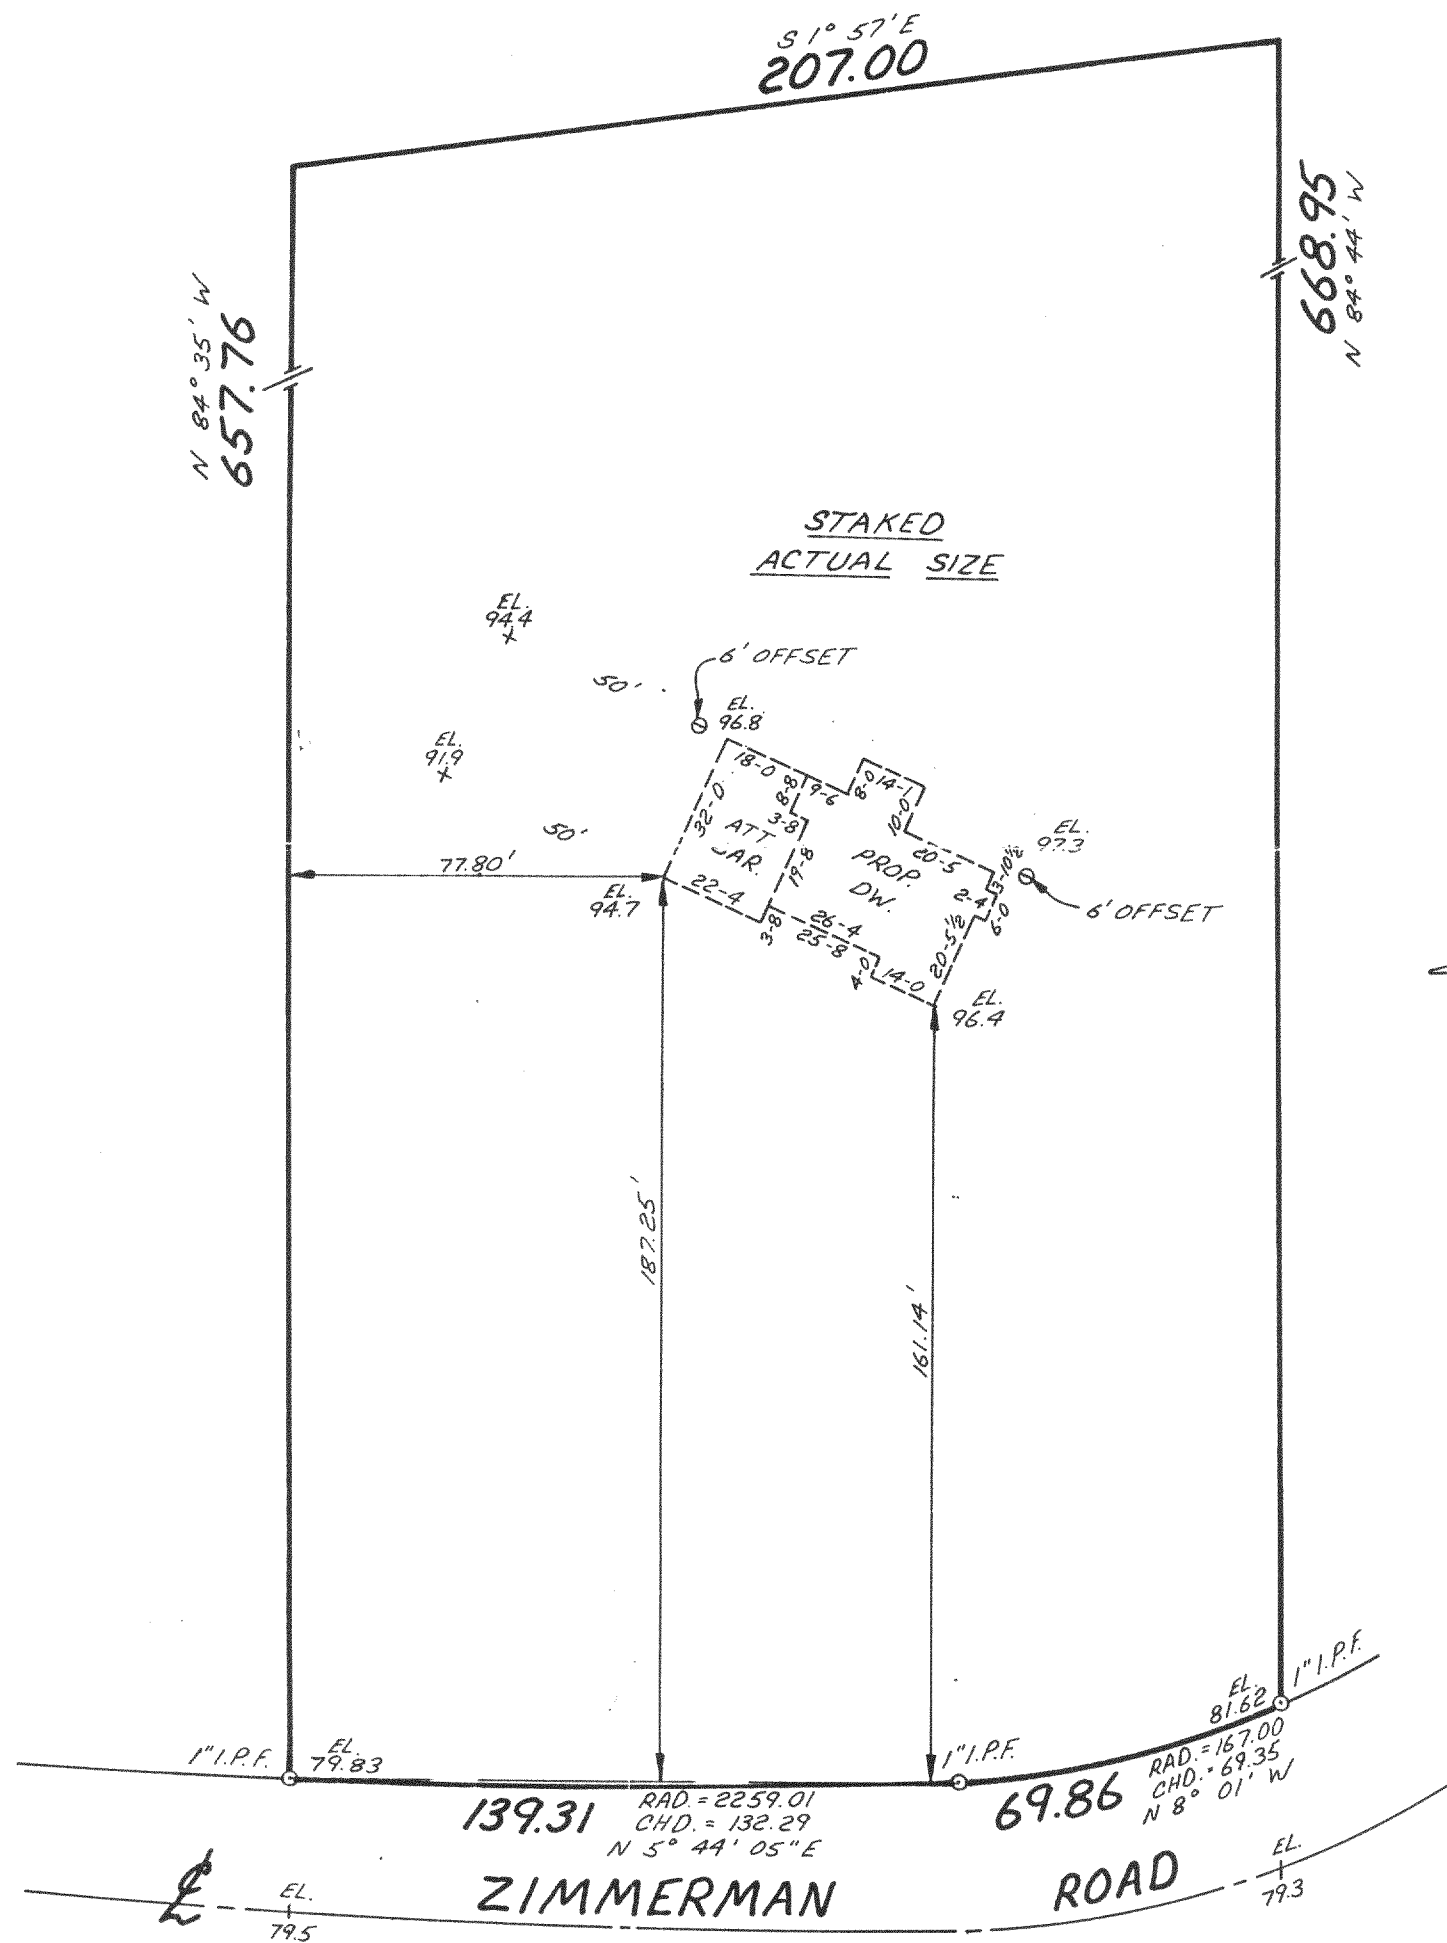 S 1° 57' E
207.00
668.95
N 84° 44' W
N 84° 35' W
657.76
STAKED
ACTUAL SIZE
EL.
94.4
6' OFFSET
50'
EL.
96.8
EL.
91.9
18-0
8-8
9-6
8-0
14-1
10-0
32-0
3-8
ATT
GAR.
19-8
PROP.
DW.
20-5
EL.
97.3
3-10½
50'
77.80'
22-4
2-4
6-0
6' OFFSET
EL.
94.7
3-8
26-4
25-8
20-5½
4-0
14-0
EL.
96.4
187.25'
161.14'
1" I.P.F.
EL.
81.62
1" I.P.F.
EL.
79.83
1" I.P.F.
RAD. = 167.00
CHD. = 69.35
N 8° 01' W
139.31
RAD. = 2259.01
CHD. = 132.29
N 5° 44' 05" E
69.86
℄
ZIMMERMAN ROAD
EL.
79.5
EL.
79.3